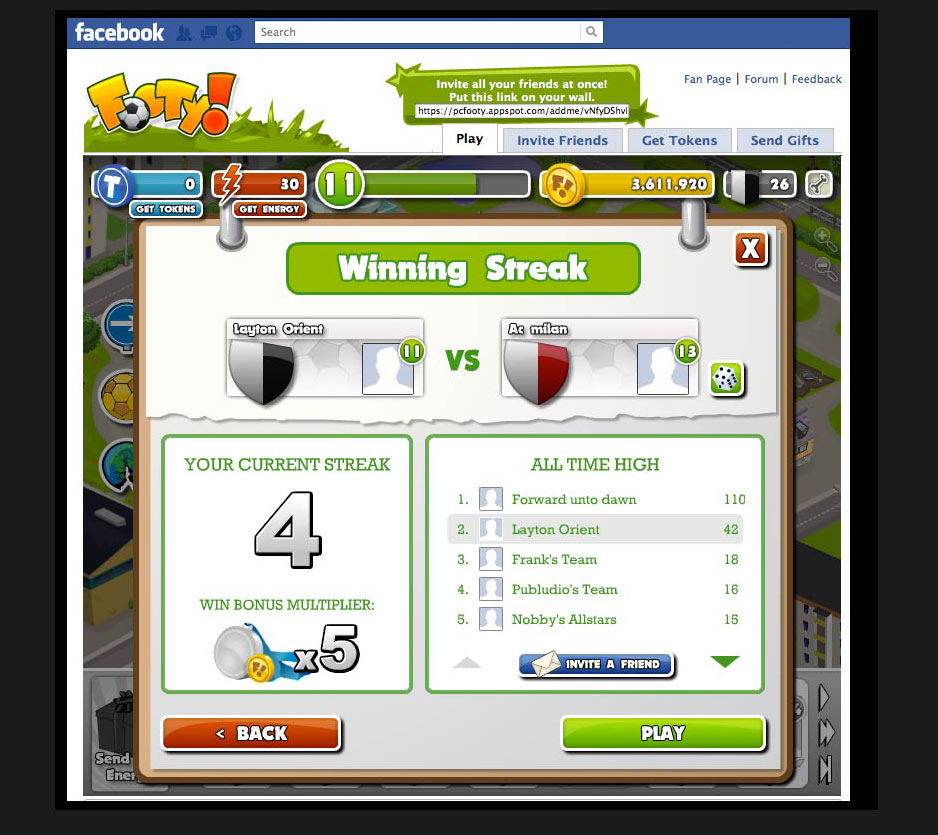 facebook
Search
FOOTY!
Invite all your friends at once!
Put this link on your wall.
https://pcfooty.appspot.com/addme/vNfyDShvl
Fan Page | Forum | Feedback
Play
Invite Friends
Get Tokens
Send Gifts
T
0
30
11
3,611,920
26
GET TOKENS
GET ENERGY
X
Winning Streak
Layton Orient
11
VS
Ac milan
13
YOUR CURRENT STREAK
4
WIN BONUS MULTIPLIER:
x5
ALL TIME HIGH
1. Forward unto dawn 110
2. Layton Orient 42
3. Frank's Team 18
4. Publudio's Team 16
5. Nobby's Allstars 15
INVITE A FRIEND
< BACK
PLAY
Send